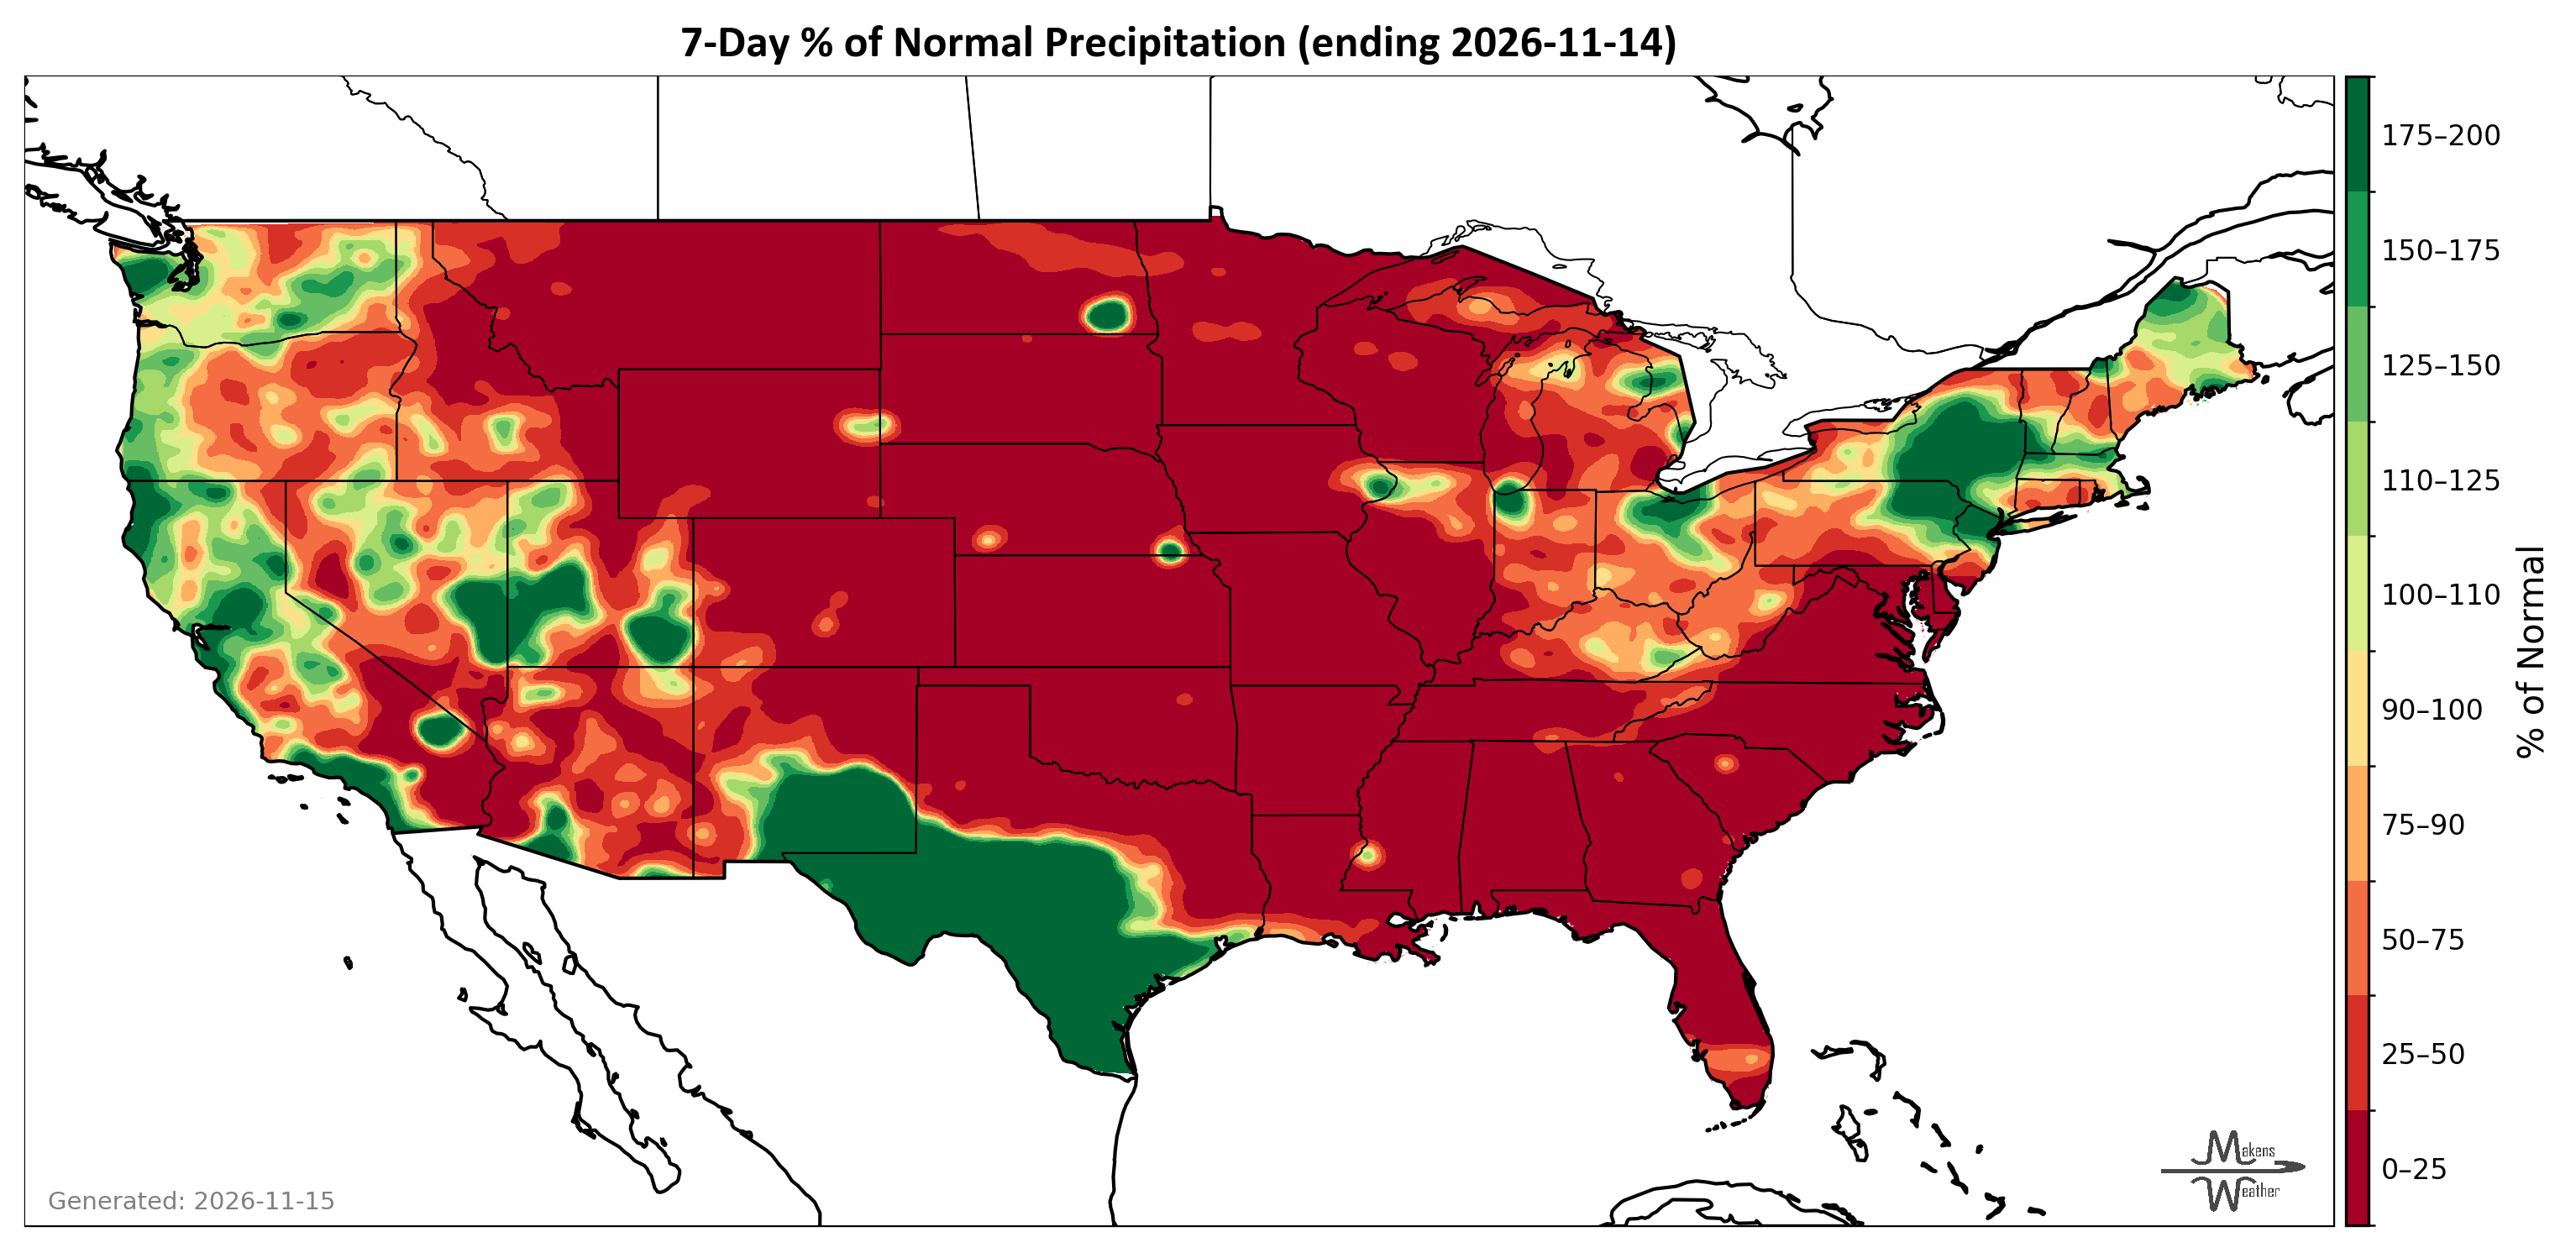 7-Day % of Normal Precipitation (ending 2026-11-14)
175–200
150–175
125–150
110–125
100–110
90–100
75–90
50–75
25–50
0–25
% of Normal
Generated: 2026-11-15
Makens
Weather